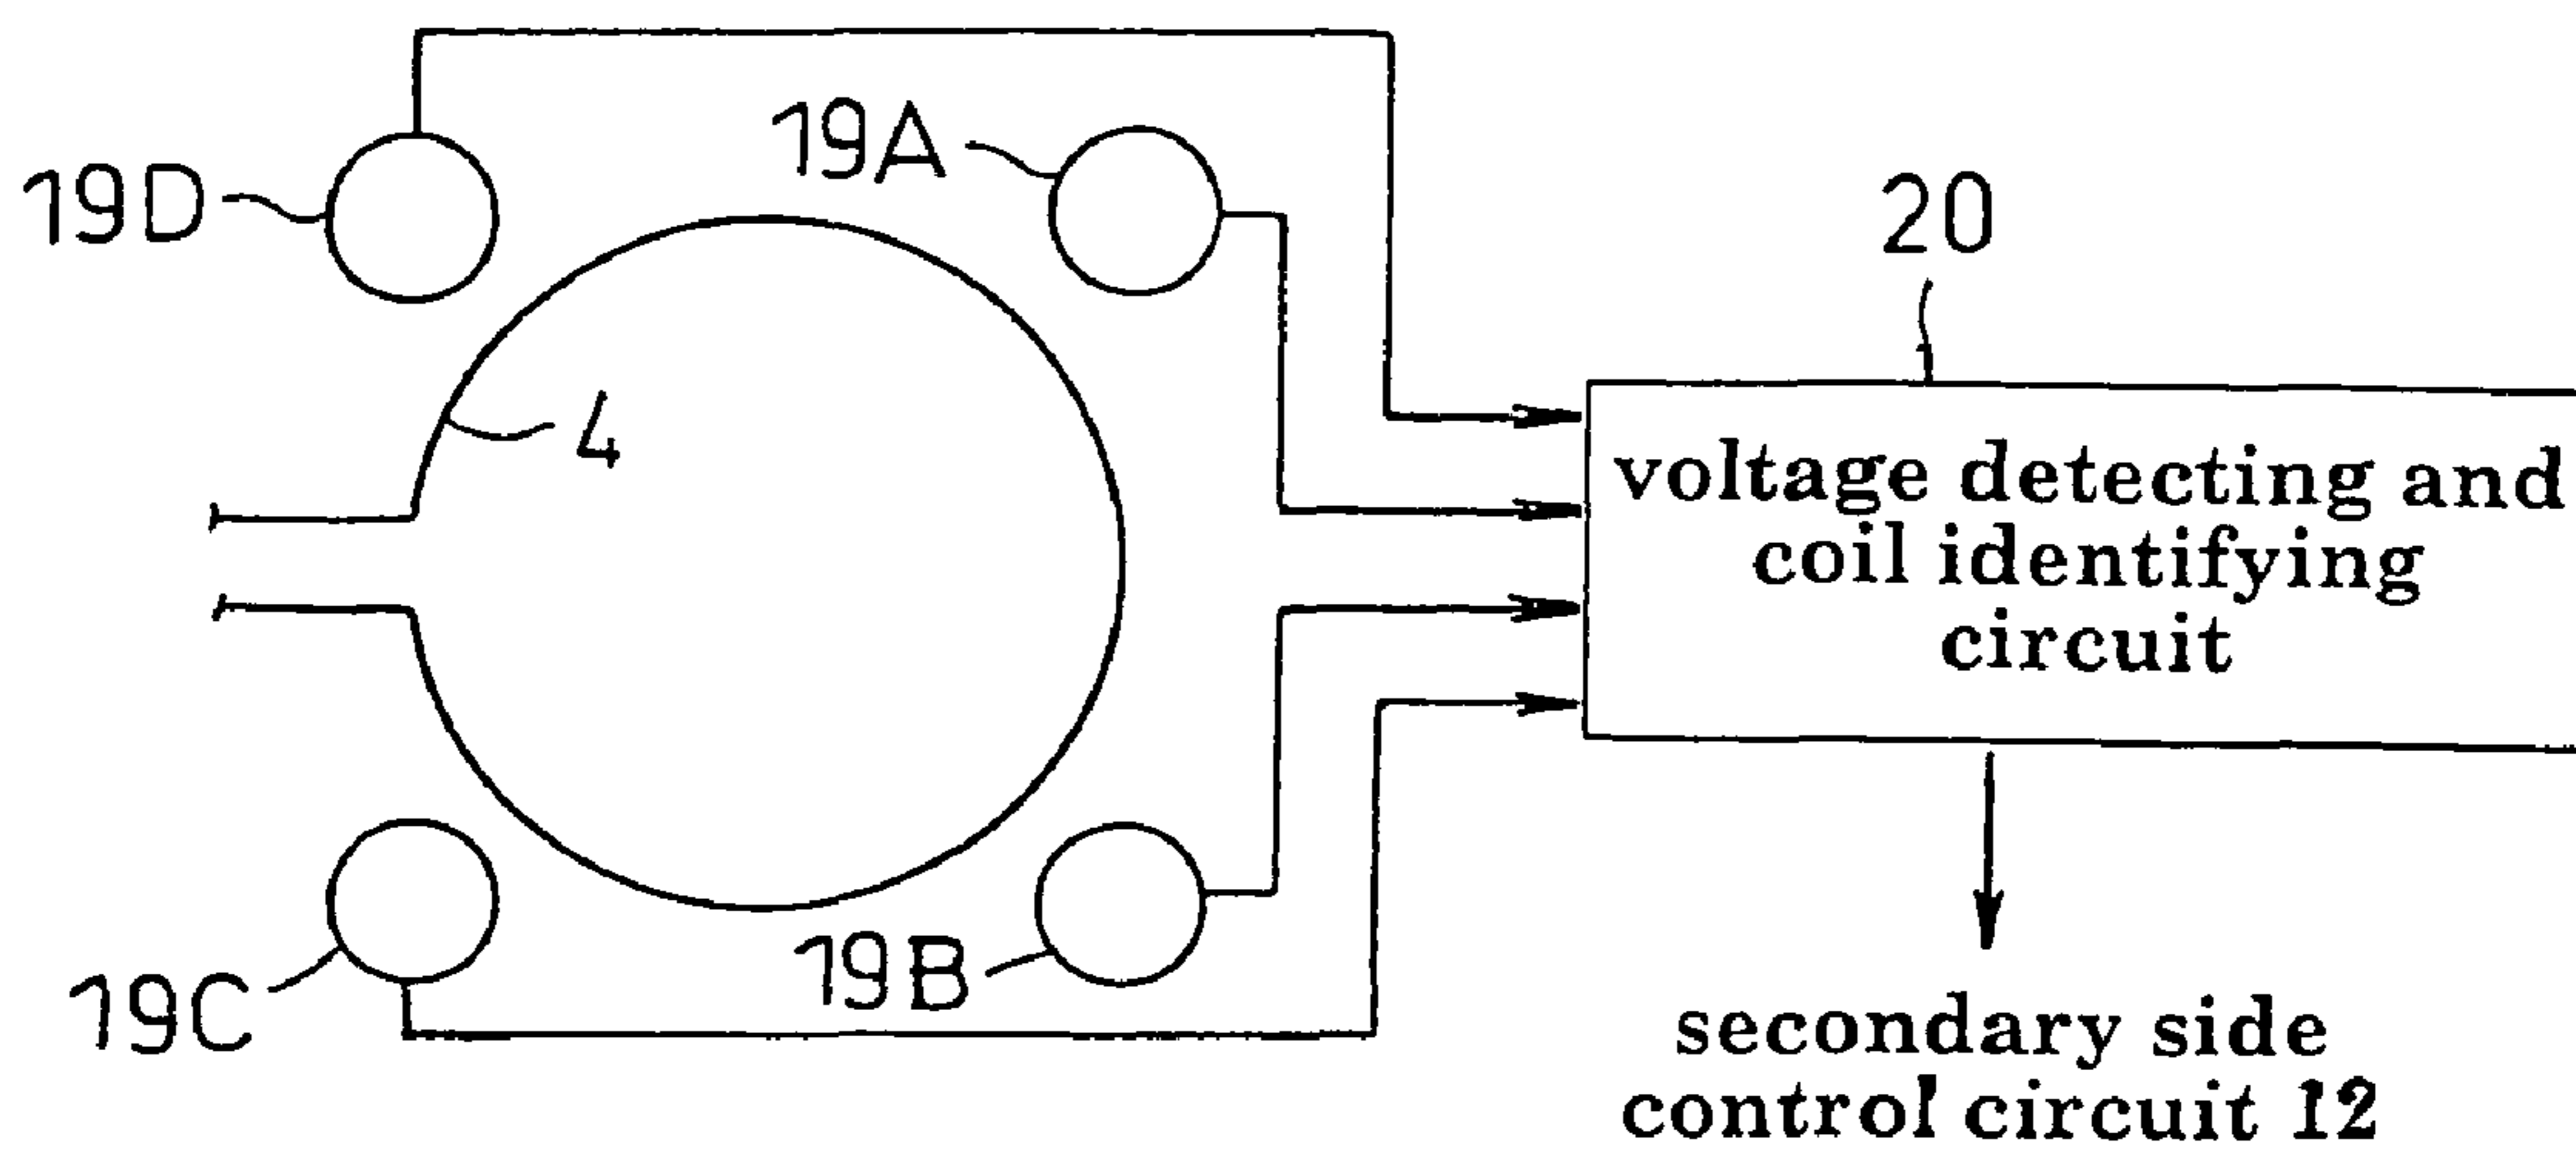 19D
19A
20
4
voltage detecting and
coil identifying
circuit
19C
19B
secondary side
control circuit 12